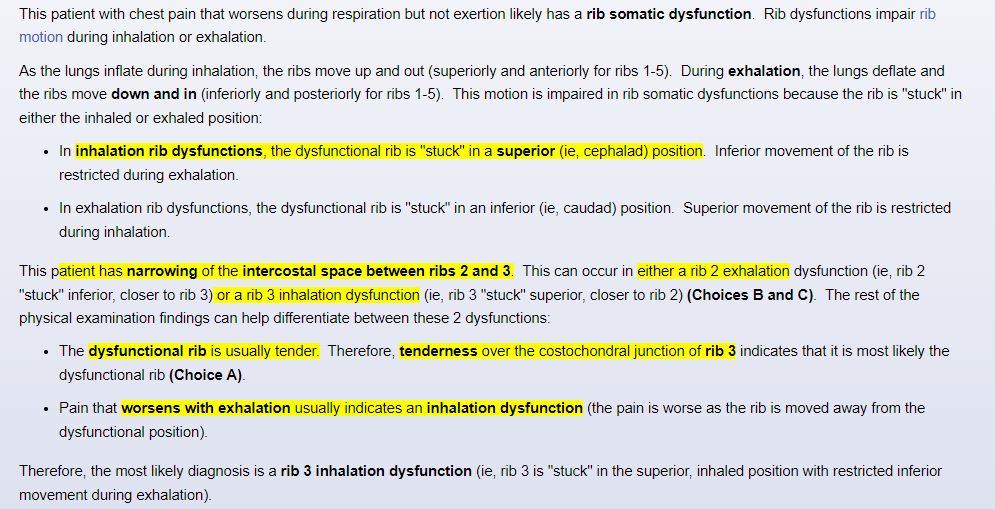 This patient with chest pain that worsens during respiration but not exertion likely has a rib somatic dysfunction.  Rib dysfunctions impair rib
motion during inhalation or exhalation.
As the lungs inflate during inhalation, the ribs move up and out (superiorly and anteriorly for ribs 1-5).  During exhalation, the lungs deflate and
the ribs move down and in (inferiorly and posteriorly for ribs 1-5).  This motion is impaired in rib somatic dysfunctions because the rib is "stuck" in
either the inhaled or exhaled position:
• In inhalation rib dysfunctions, the dysfunctional rib is "stuck" in a superior (ie, cephalad) position.  Inferior movement of the rib is
restricted during exhalation.
• In exhalation rib dysfunctions, the dysfunctional rib is "stuck" in an inferior (ie, caudad) position.  Superior movement of the rib is restricted
during inhalation.
This patient has narrowing of the intercostal space between ribs 2 and 3.  This can occur in either a rib 2 exhalation dysfunction (ie, rib 2
"stuck" inferior, closer to rib 3) or a rib 3 inhalation dysfunction (ie, rib 3 "stuck" superior, closer to rib 2) (Choices B and C).  The rest of the
physical examination findings can help differentiate between these 2 dysfunctions:
• The dysfunctional rib is usually tender.  Therefore, tenderness over the costochondral junction of rib 3 indicates that it is most likely the
dysfunctional rib (Choice A).
• Pain that worsens with exhalation usually indicates an inhalation dysfunction (the pain is worse as the rib is moved away from the
dysfunctional position).
Therefore, the most likely diagnosis is a rib 3 inhalation dysfunction (ie, rib 3 is "stuck" in the superior, inhaled position with restricted inferior
movement during exhalation).